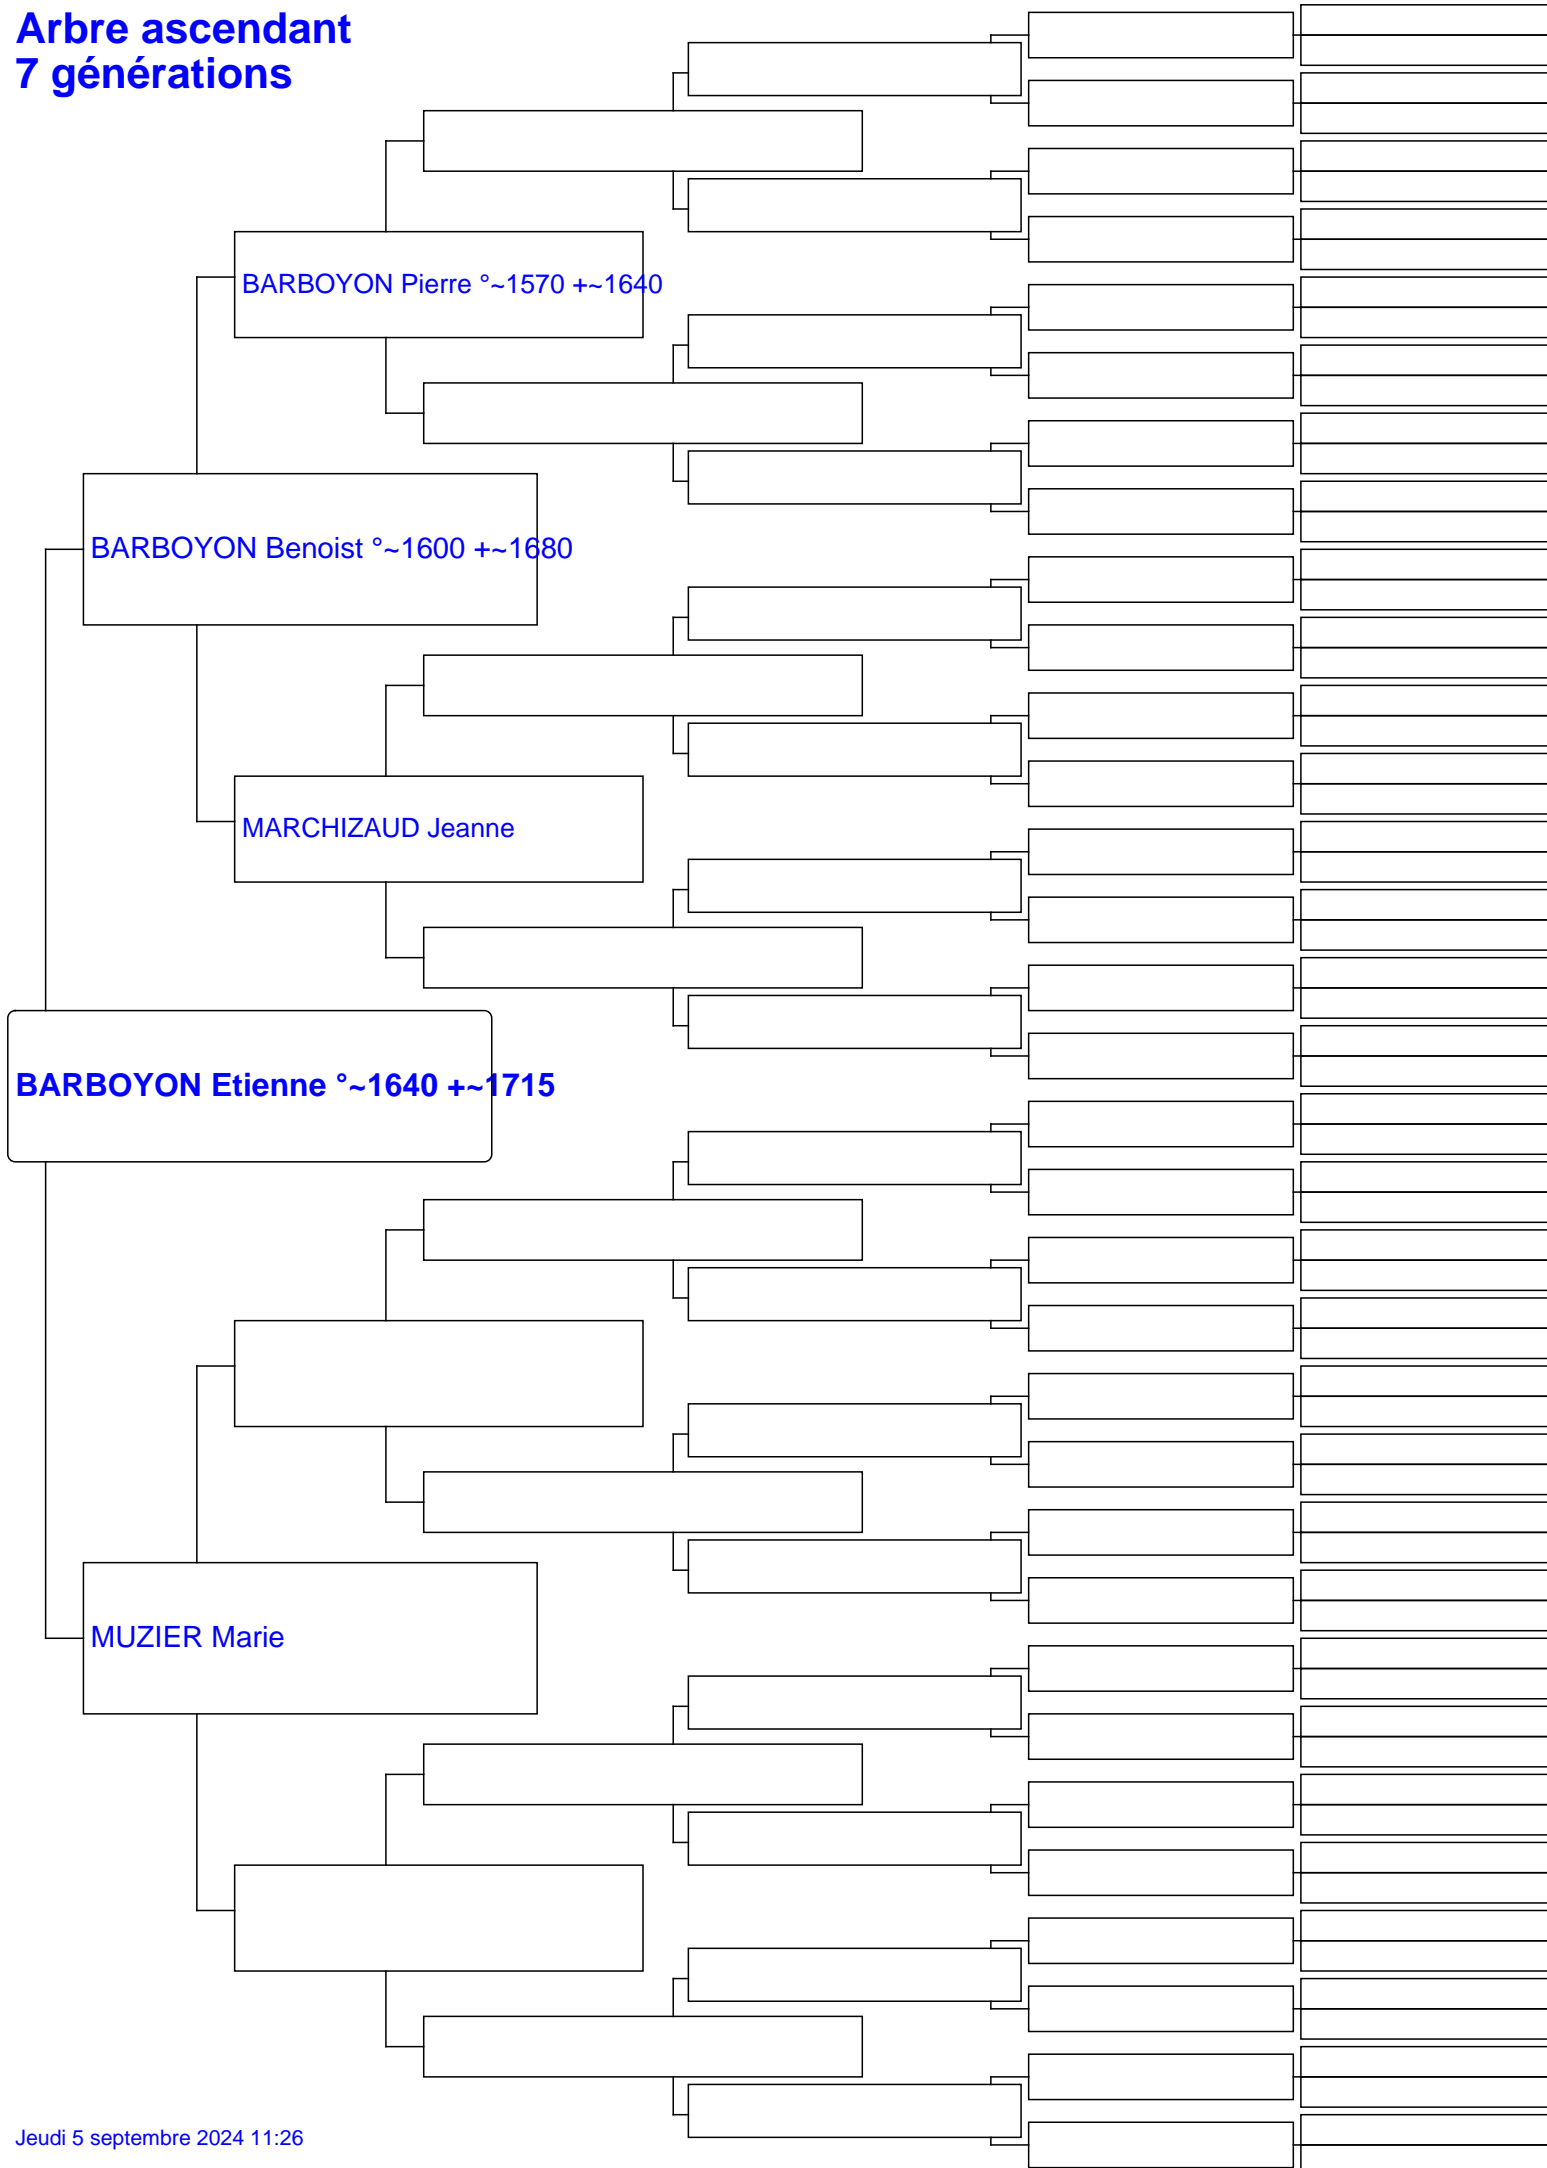 Arbre ascendant
7 générations
BARBOYON Pierre °~1570 +~1640
BARBOYON Benoist °~1600 +~1680
MARCHIZAUD Jeanne
BARBOYON Etienne °~1640 +~1715
MUZIER Marie
Jeudi 5 septembre 2024 11:26